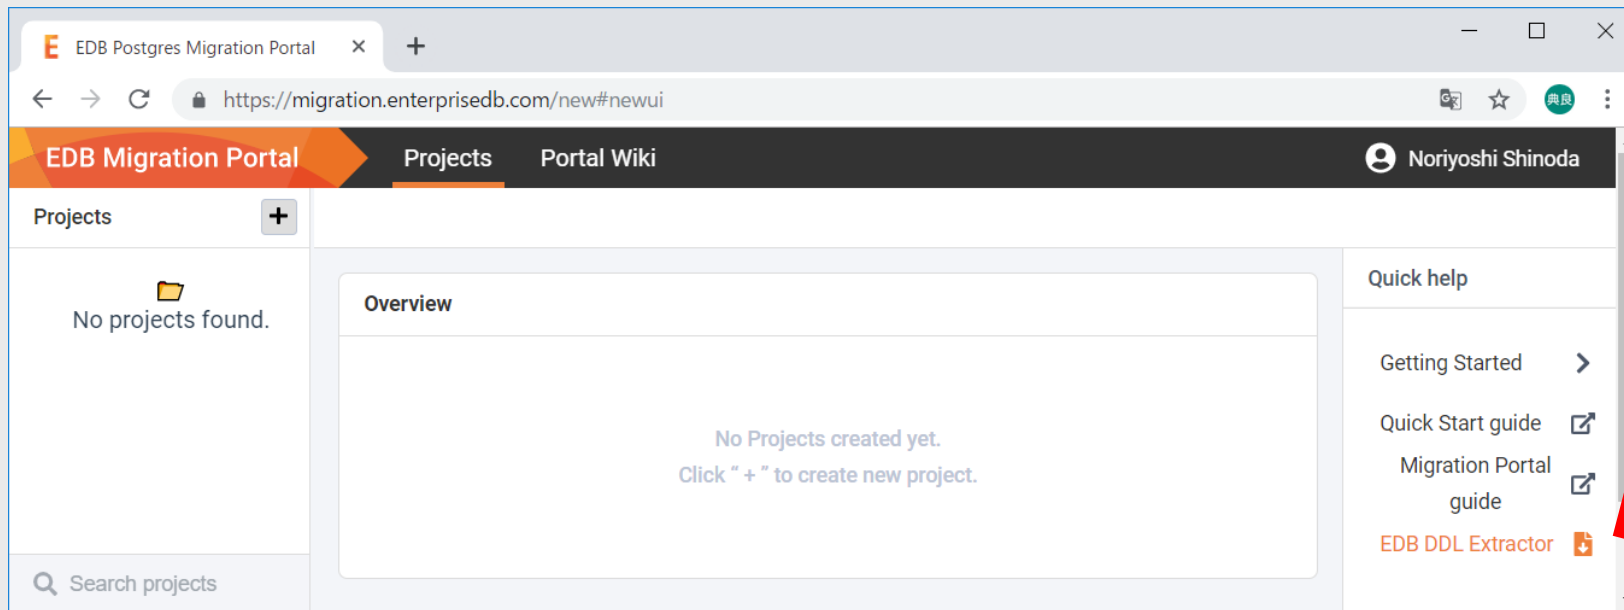 EDB Postgres Migration Portal
https://migration.enterprisedb.com/new#newui
典良
EDB Migration Portal
Projects
Portal Wiki
Noriyoshi Shinoda
Projects
No projects found.
Search projects
Overview
No Projects created yet.
Click “ + ” to create new project.
Quick help
Getting Started
Quick Start guide
Migration Portal
guide
EDB DDL Extractor